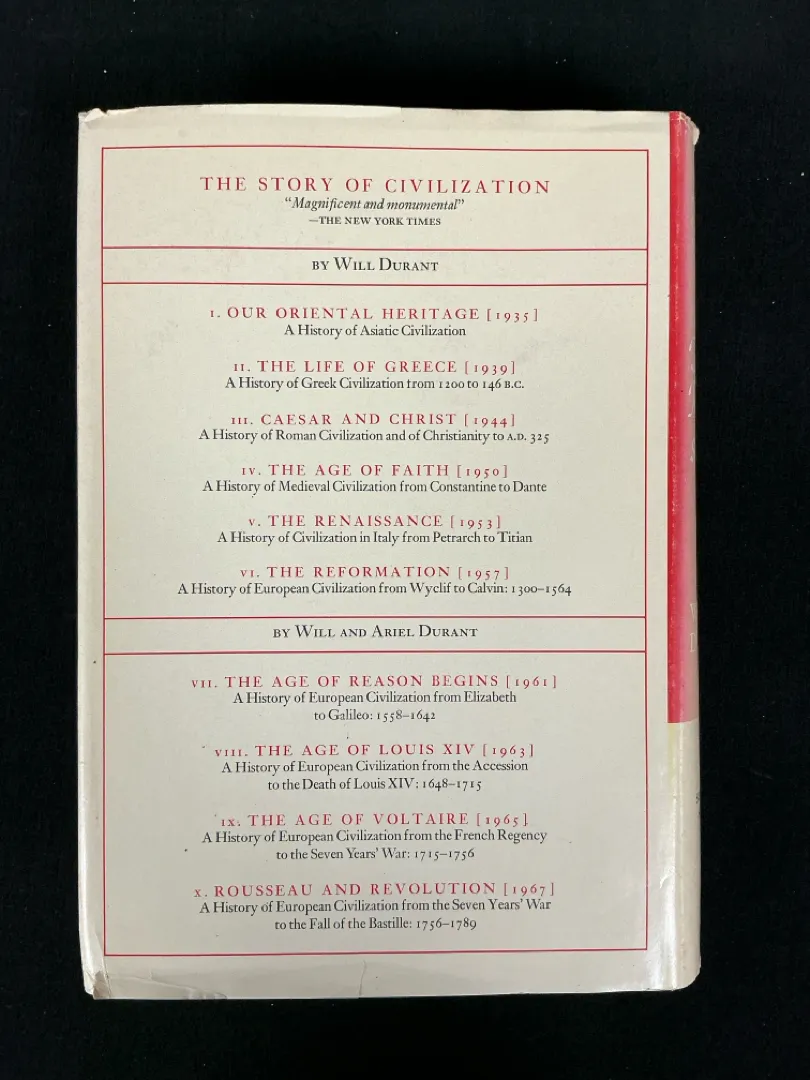 THE STORY OF CIVILIZATION
“Magnificent and monumental”
—THE NEW YORK TIMES
BY WILL DURANT
I. OUR ORIENTAL HERITAGE [1935]
A History of Asiatic Civilization
II. THE LIFE OF GREECE [1939]
A History of Greek Civilization from 1200 to 146 B.C.
III. CAESAR AND CHRIST [1944]
A History of Roman Civilization and of Christianity to A.D. 325
IV. THE AGE OF FAITH [1950]
A History of Medieval Civilization from Constantine to Dante
V. THE RENAISSANCE [1953]
A History of Civilization in Italy from Petrarch to Titian
VI. THE REFORMATION [1957]
A History of European Civilization from Wyclif to Calvin: 1300–1564
BY WILL AND ARIEL DURANT
VII. THE AGE OF REASON BEGINS [1961]
A History of European Civilization from Elizabeth
to Galileo: 1558–1642
VIII. THE AGE OF LOUIS XIV [1963]
A History of European Civilization from the Accession
to the Death of Louis XIV: 1648–1715
IX. THE AGE OF VOLTAIRE [1965]
A History of European Civilization from the French Regency
to the Seven Years’ War: 1715–1756
X. ROUSSEAU AND REVOLUTION [1967]
A History of European Civilization from the Seven Years’ War
to the Fall of the Bastille: 1756–1789